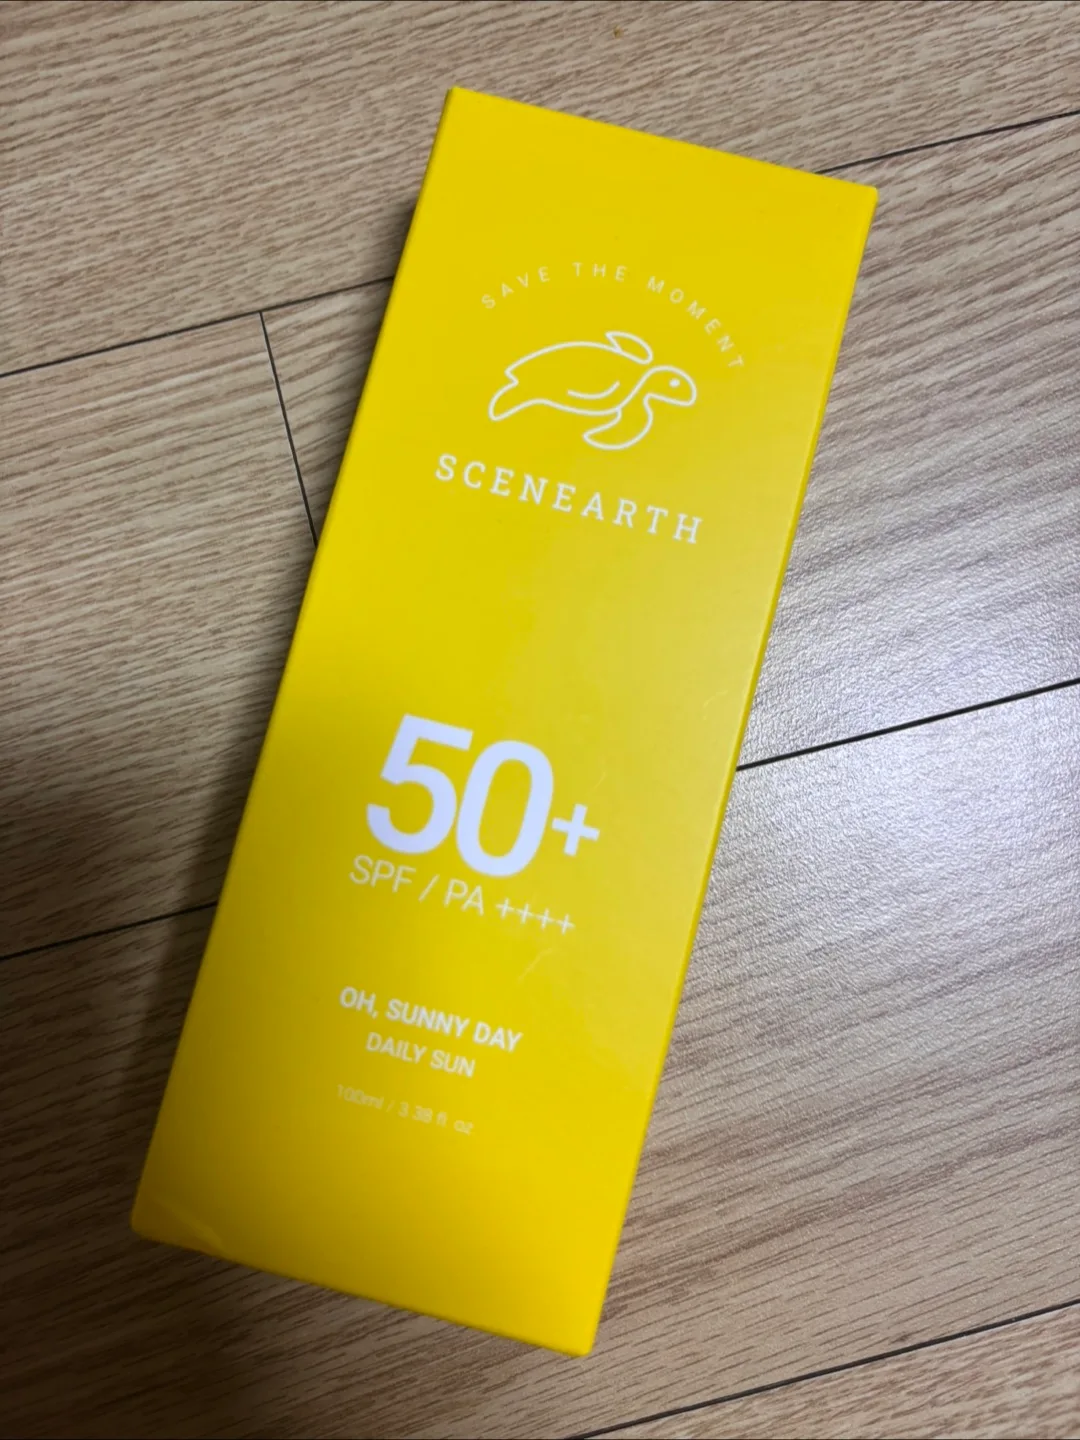 SAVE THE MOMENT
SCENEARTH
50+
SPF / PA ++++
OH, SUNNY DAY
DAILY SUN
100ml / 3.38 fl. oz.